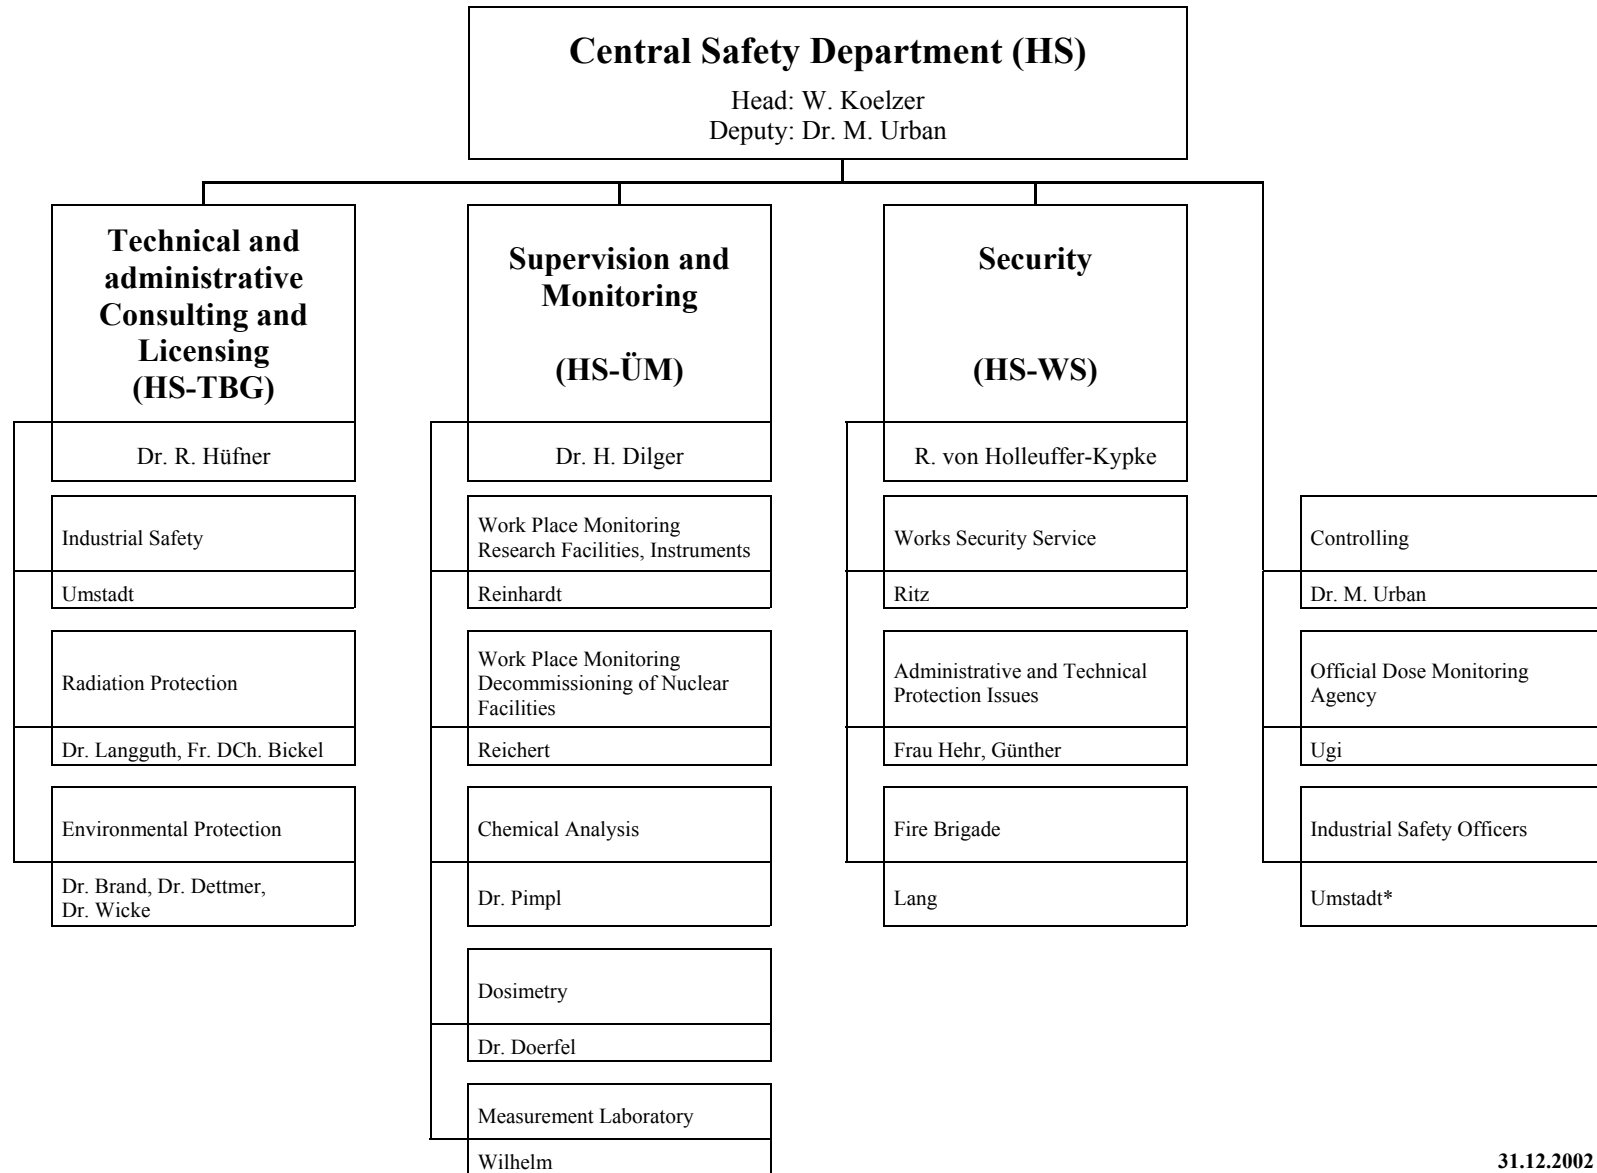 Central Safety Department (HS)
Head: W. Koelzer
Deputy: Dr. M. Urban
Technical and
administrative
Consulting and
Licensing
(HS-TBG)
Dr. R. Hüfner
Industrial Safety
Umstadt
Radiation Protection
Dr. Langguth, Fr. DCh. Bickel
Environmental Protection
Dr. Brand, Dr. Dettmer,
Dr. Wicke
Supervision and
Monitoring
(HS-ÜM)
Dr. H. Dilger
Work Place Monitoring
Research Facilities, Instruments
Reinhardt
Work Place Monitoring
Decommissioning of Nuclear
Facilities
Reichert
Chemical Analysis
Dr. Pimpl
Dosimetry
Dr. Doerfel
Measurement Laboratory
Wilhelm
Security
(HS-WS)
R. von Holleuffer-Kypke
Works Security Service
Ritz
Administrative and Technical
Protection Issues
Frau Hehr, Günther
Fire Brigade
Lang
Controlling
Dr. M. Urban
Official Dose Monitoring
Agency
Ugi
Industrial Safety Officers
Umstadt*
31.12.2002